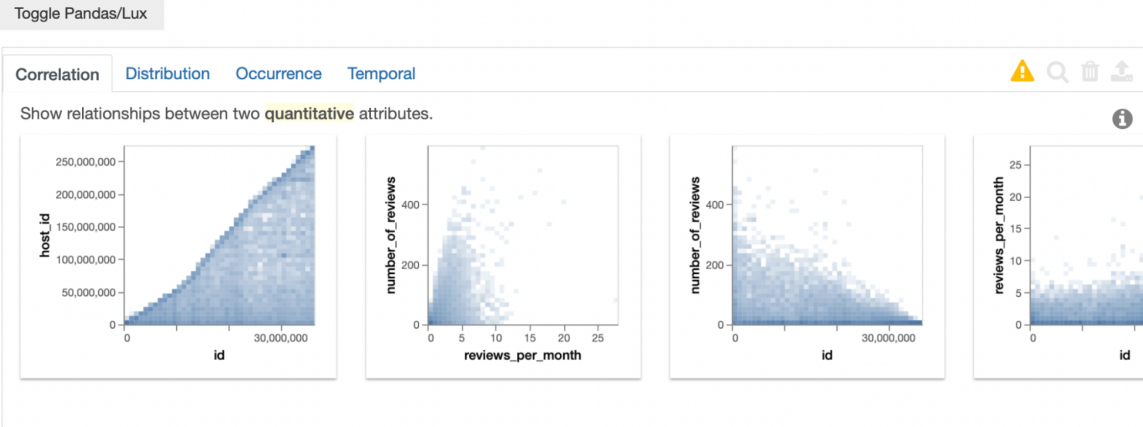 Toggle Pandas/Lux
Correlation Distribution Occurrence Temporal
Show relationships between two quantitative attributes.
host_id
250,000,000
200,000,000
150,000,000
100,000,000
50,000,000
0
0 30,000,000
id
number_of_reviews
400
200
0
0 5 10 15 20 25
reviews_per_month
number_of_reviews
400
200
0
0 30,000,000
id
reviews_per_month
25
20
15
10
5
0
0
id